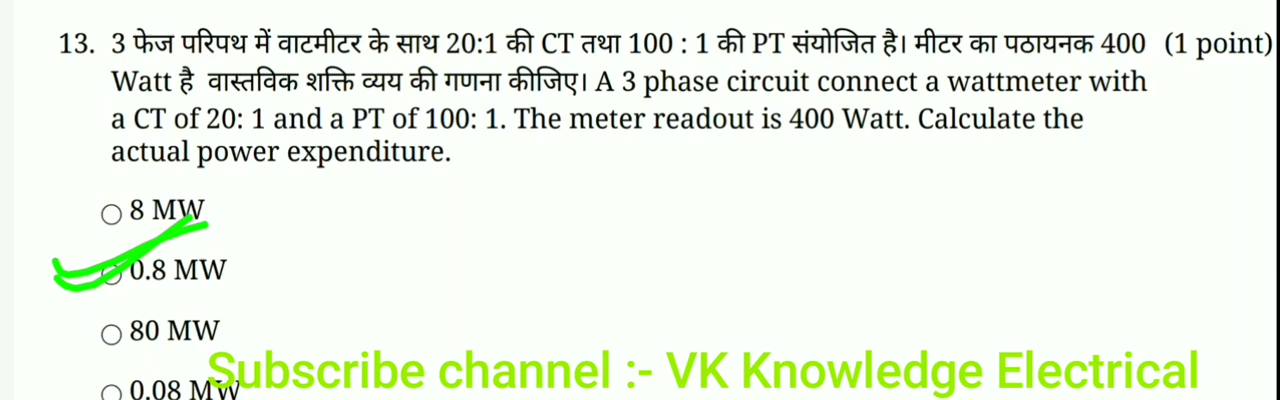 13. 3 फेज परिपथ में वाटमीटर के साथ 20:1 की CT तथा 100 : 1 की PT संयोजित है। मीटर का पठायनक 400 (1 point)
Watt है वास्तविक शक्ति व्यय की गणना कीजिए। A 3 phase circuit connect a wattmeter with
a CT of 20: 1 and a PT of 100: 1. The meter readout is 400 Watt. Calculate the
actual power expenditure.
8 MW
0.8 MW
80 MW
0.08 MW
Subscribe channel :- VK Knowledge Electrical